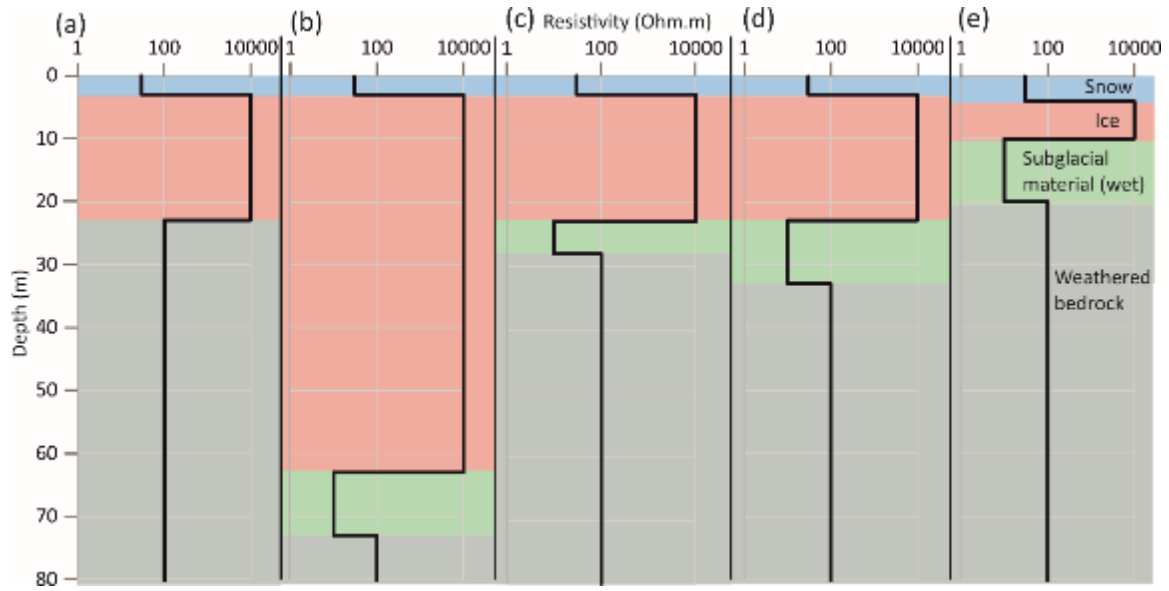 (a) (b) (c) Resistivity (Ohm.m) (d) (e)
1 100 10000 1 100 10000 1 100 10000 1 100 10000 1 100 10000
0
Snow
Ice
10
Subglacial
material (wet)
20
30
Weathered
bedrock
Depth (m)
40
50
60
70
80